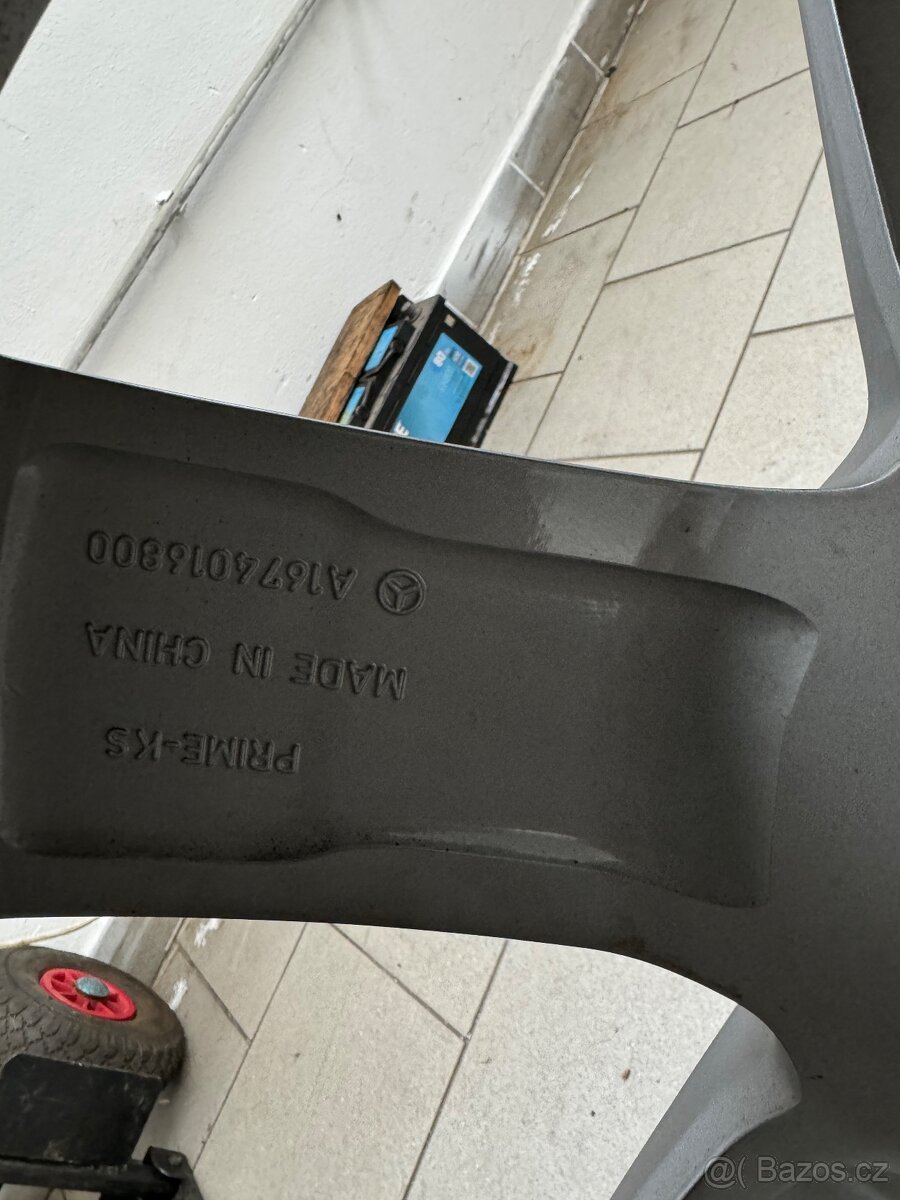 A1674016800
MADE IN CHINA
PRIME-KS
@( Bazos.cz